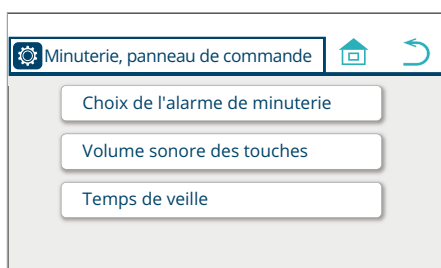 Minuterie, panneau de commande
Choix de l'alarme de minuterie
Volume sonore des touches
Temps de veille